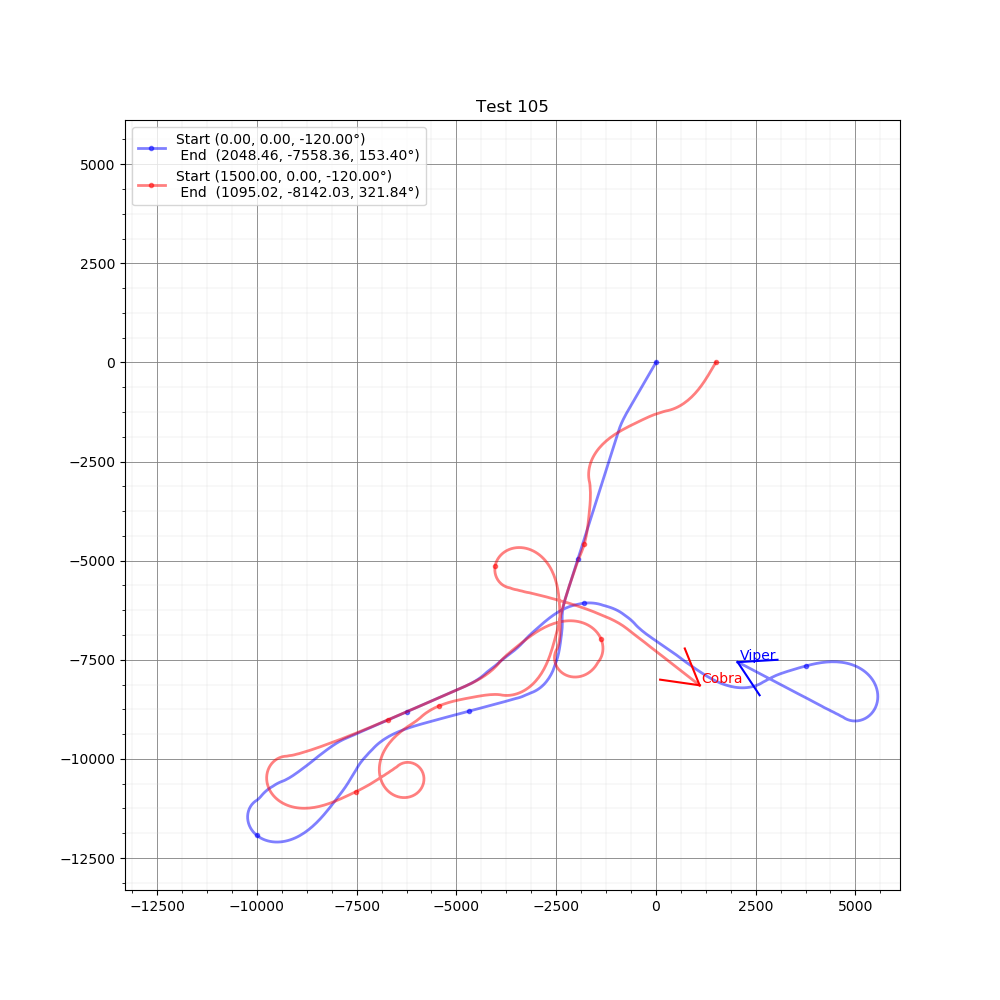 Test 105
Start (0.00, 0.00, -120.00°)
End (2048.46, -7558.36, 153.40°)
Start (1500.00, 0.00, -120.00°)
End (1095.02, -8142.03, 321.84°)
5000
2500
0
−2500
−5000
−7500
−10000
−12500
Viper
Cobra
−12500 −10000 −7500 −5000 −2500 0 2500 5000